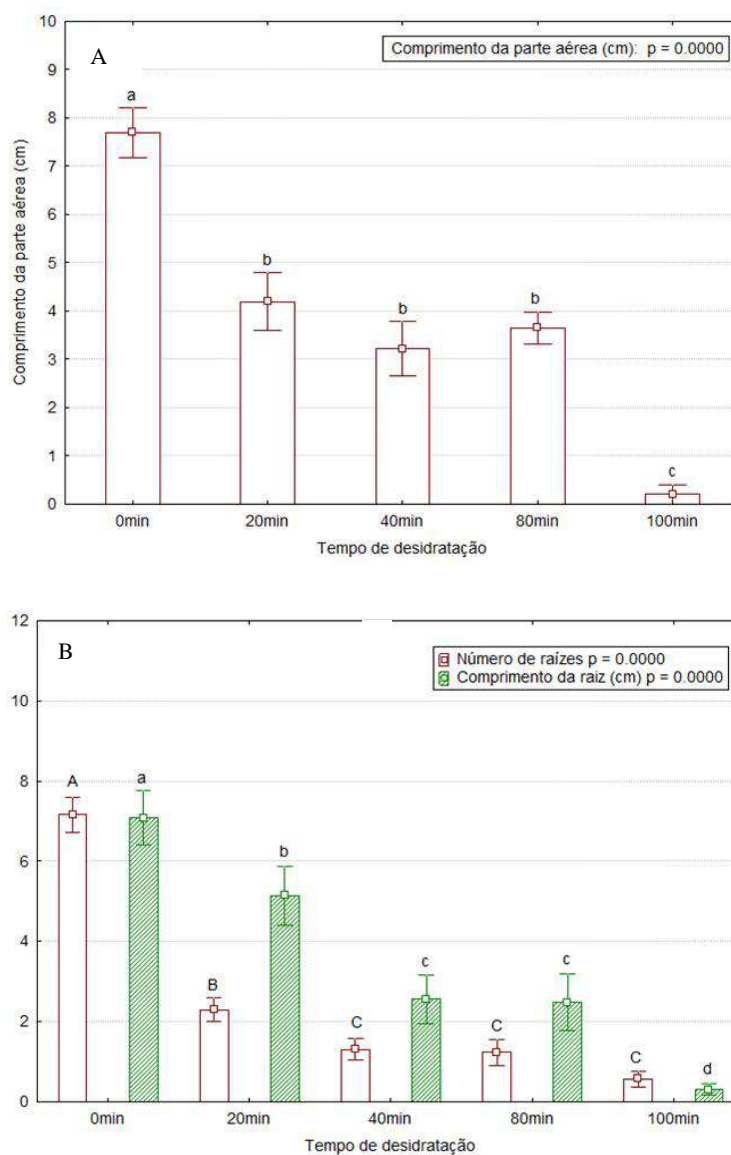 A
Comprimento da parte aérea (cm): p = 0.0000
Comprimento da parte aérea (cm)
10
9
8
7
6
5
4
3
2
1
0
a
b
b
b
c
0min 20min 40min 80min 100min
Tempo de desidratação
B
Número de raízes p = 0.0000
Comprimento da raiz (cm) p = 0.0000
12
10
8
6
4
2
0
A a
B b
C c
C c
C d
0min 20min 40min 80min 100min
Tempo de desidratação